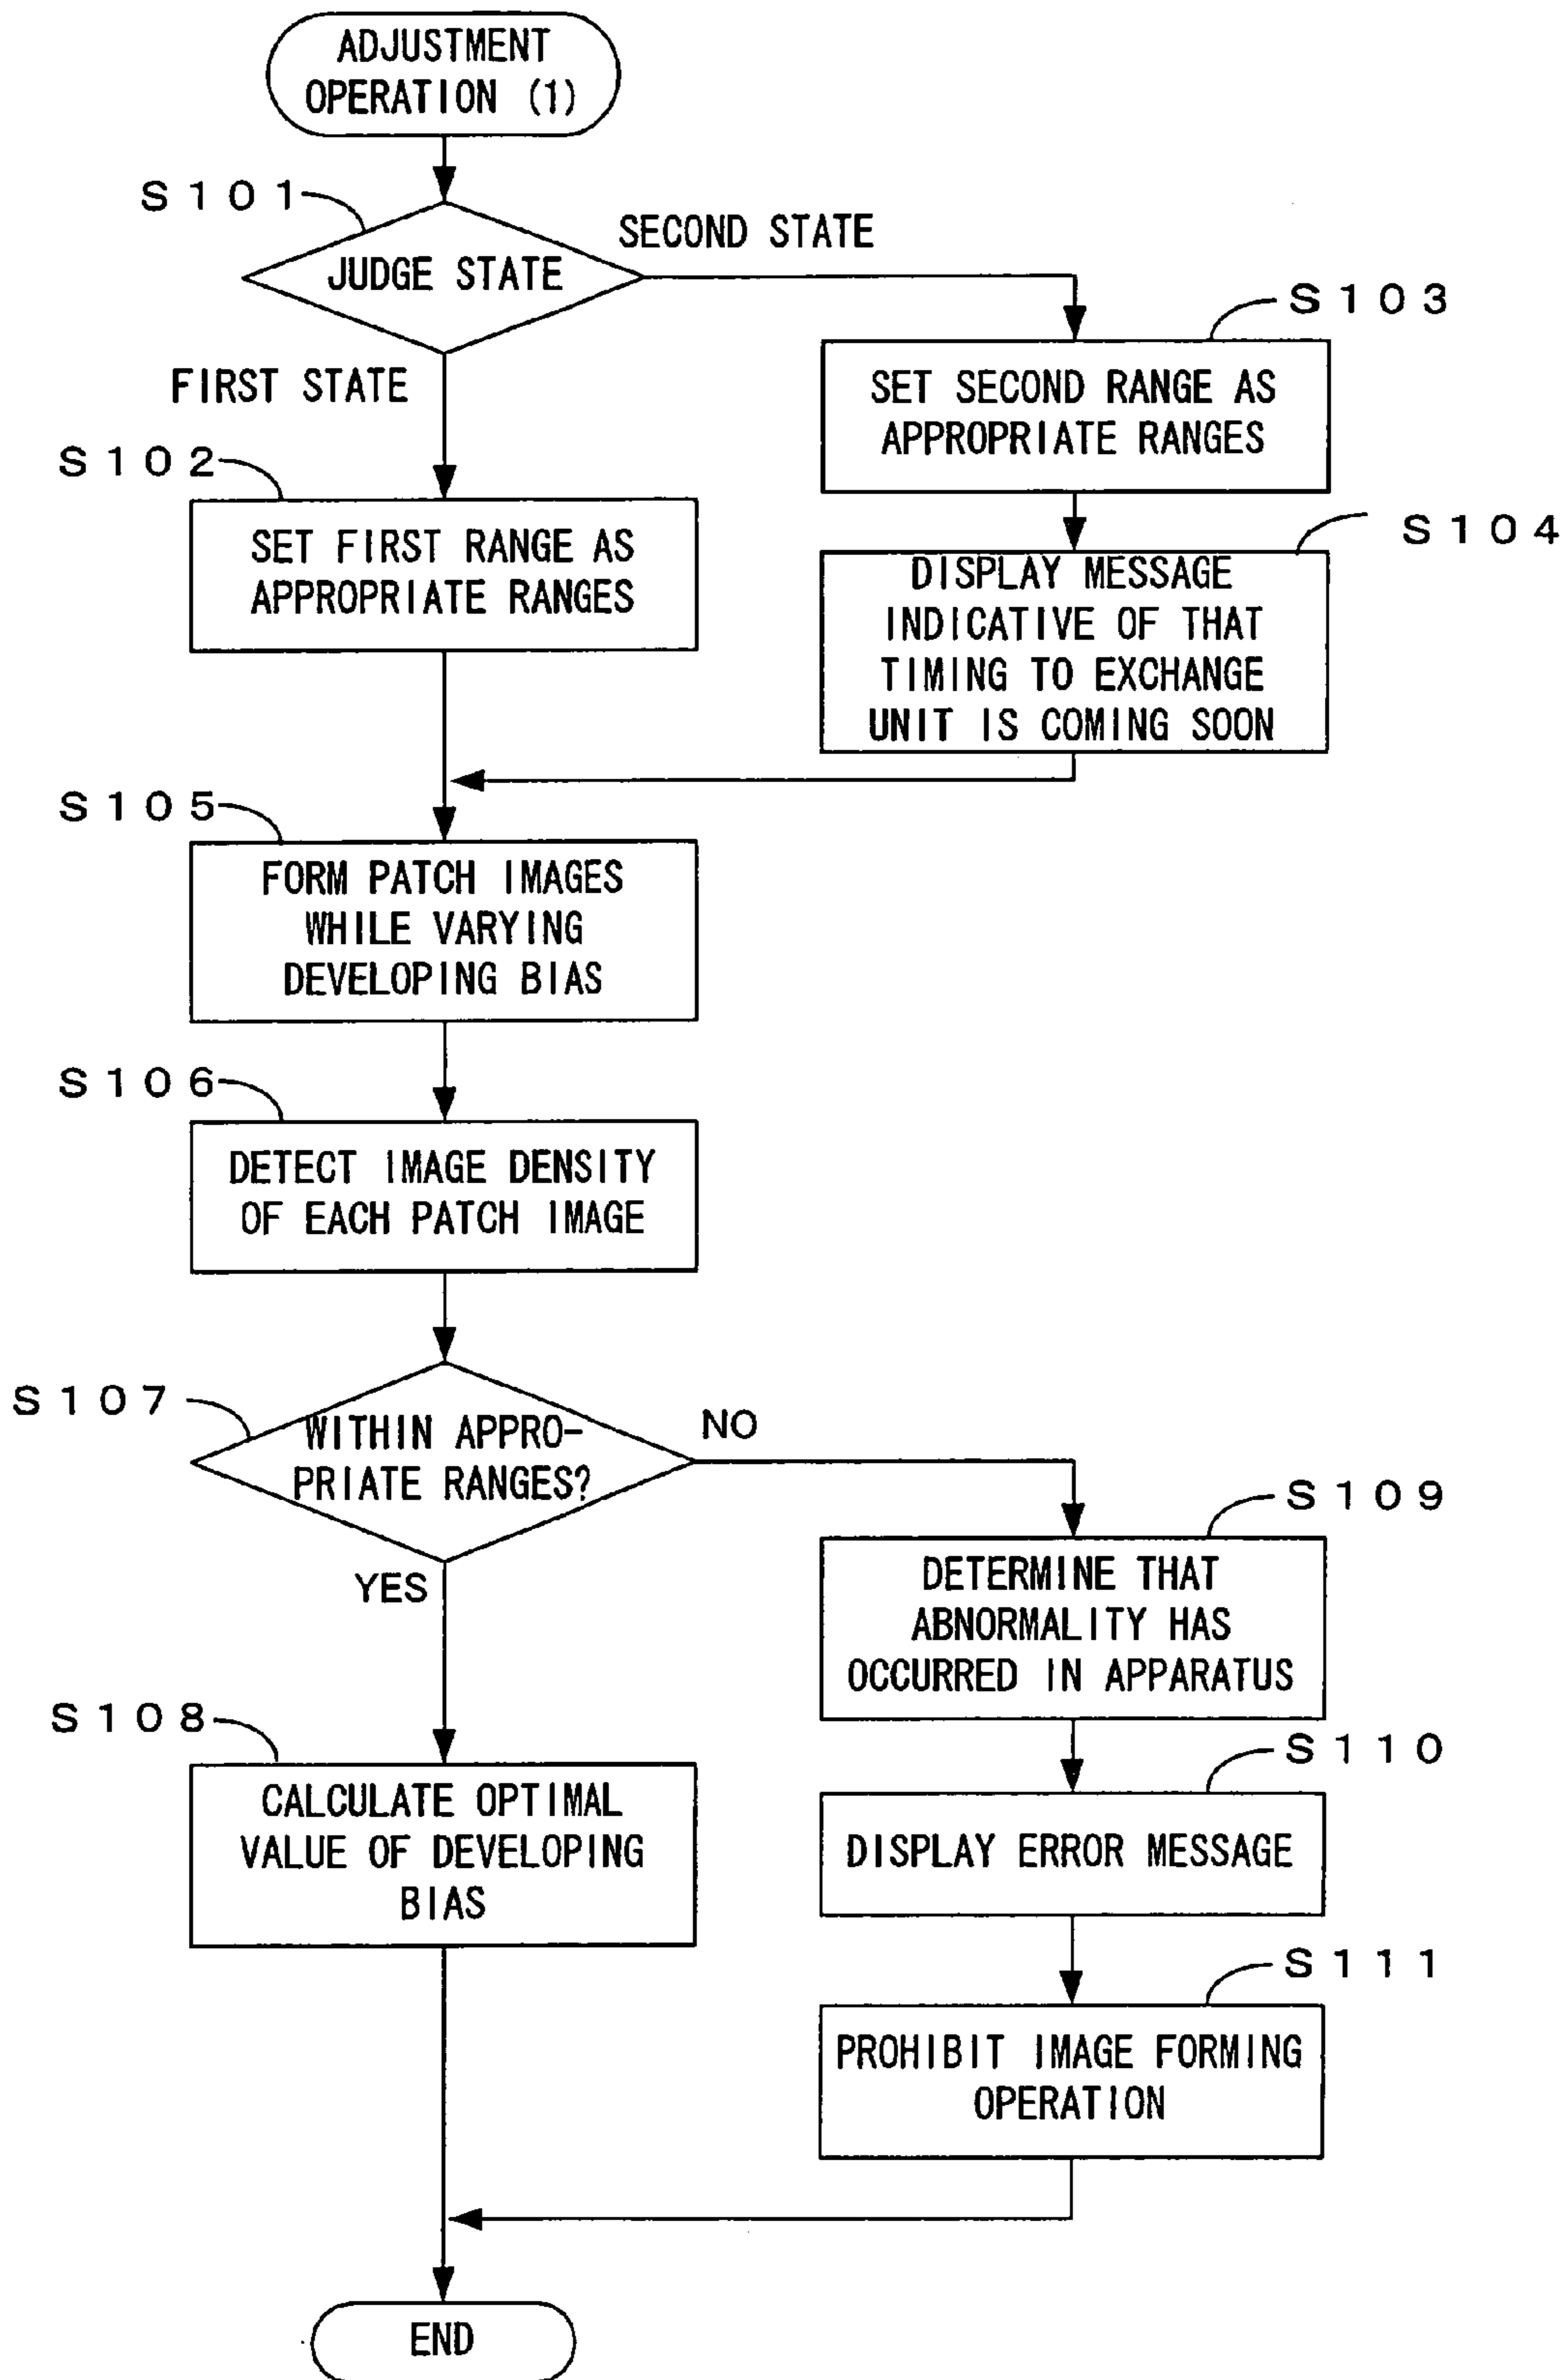 ADJUSTMENT
OPERATION (1)
S101
SECOND STATE
JUDGE STATE
S103
FIRST STATE
SET SECOND RANGE AS
APPROPRIATE RANGES
S102
SET FIRST RANGE AS
APPROPRIATE RANGES
S104
DISPLAY MESSAGE
INDICATIVE OF THAT
TIMING TO EXCHANGE
UNIT IS COMING SOON
S105
FORM PATCH IMAGES
WHILE VARYING
DEVELOPING BIAS
S106
DETECT IMAGE DENSITY
OF EACH PATCH IMAGE
S107
WITHIN APPRO-
PRIATE RANGES?
NO
YES
S109
DETERMINE THAT
ABNORMALITY HAS
OCCURRED IN APPARATUS
S108
CALCULATE OPTIMAL
VALUE OF DEVELOPING
BIAS
S110
DISPLAY ERROR MESSAGE
S111
PROHIBIT IMAGE FORMING
OPERATION
END